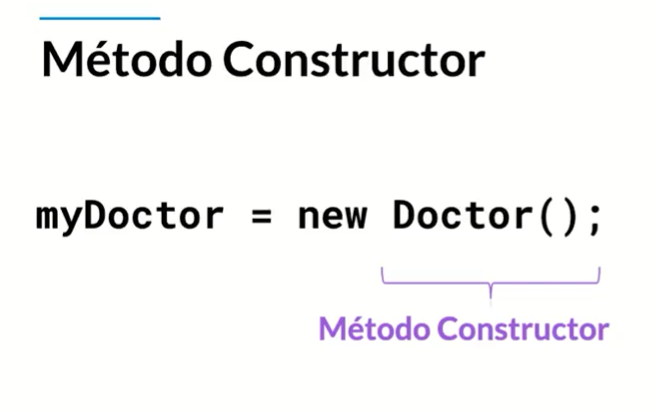 Método Constructor
myDoctor = new Doctor();
Método Constructor